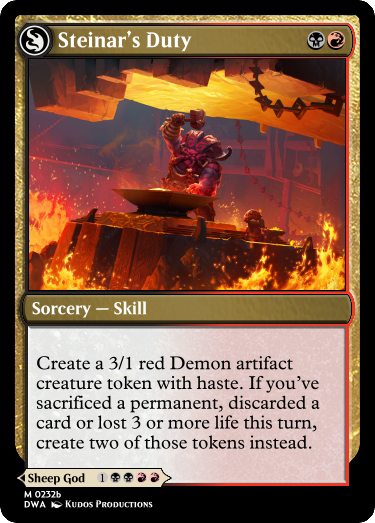 Steinar's Duty
Sorcery — Skill
Create a 3/1 red Demon artifact
creature token with haste. If you've
sacrificed a permanent, discarded a
card or lost 3 or more life this turn,
create two of those tokens instead.
Sheep God 1
M 0232b
DWA Kudos Productions